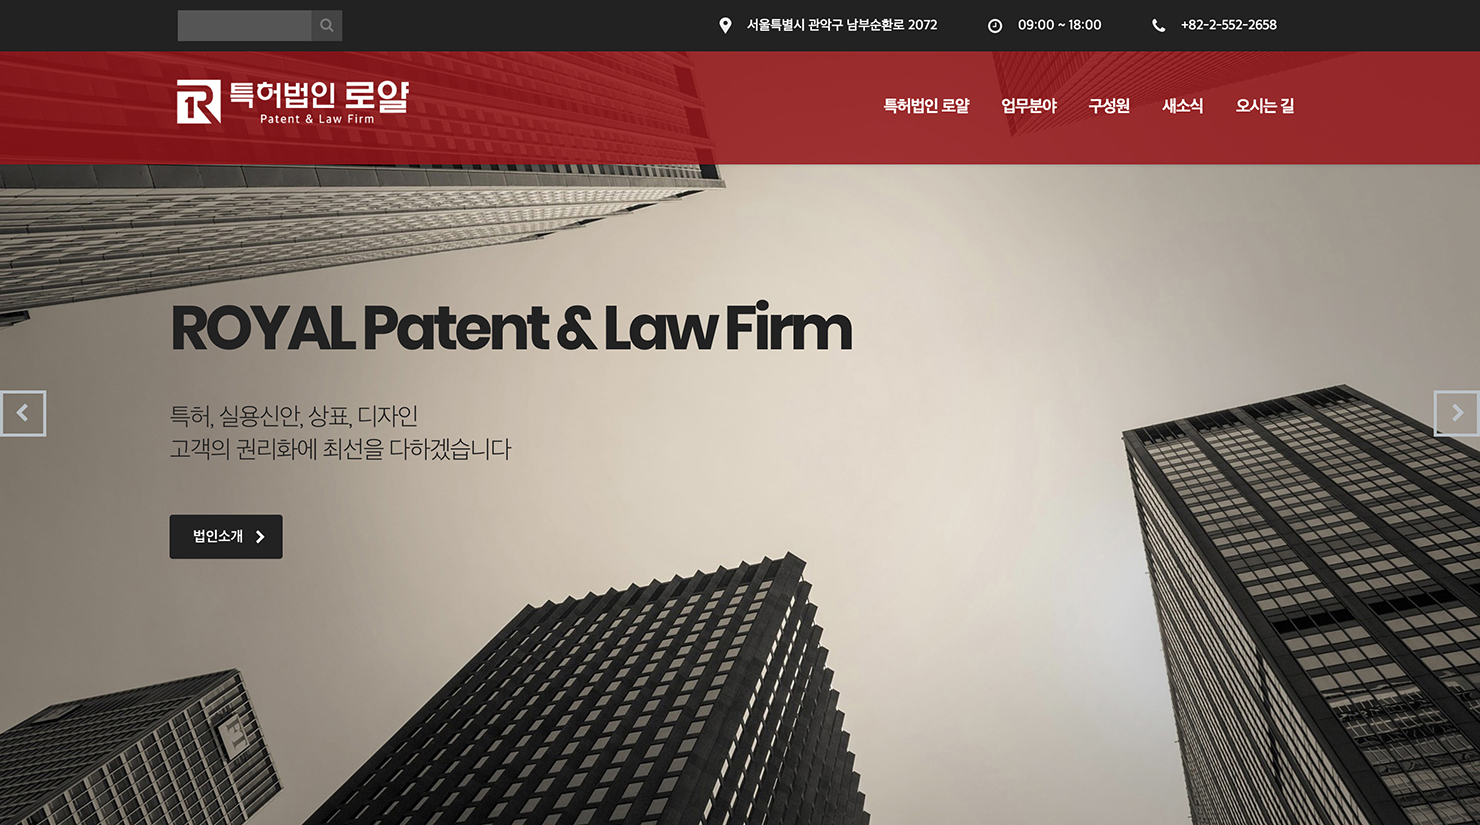 서울특별시 관악구 남부순환로 2072
09:00 ~ 18:00
+82-2-552-2658
특허법인 로얄
Patent & Law Firm
특허법인 로얄
업무분야
구성원
새소식
오시는 길
ROYAL Patent & Law Firm
특허, 실용신안, 상표, 디자인
고객의 권리화에 최선을 다하겠습니다
법인소개